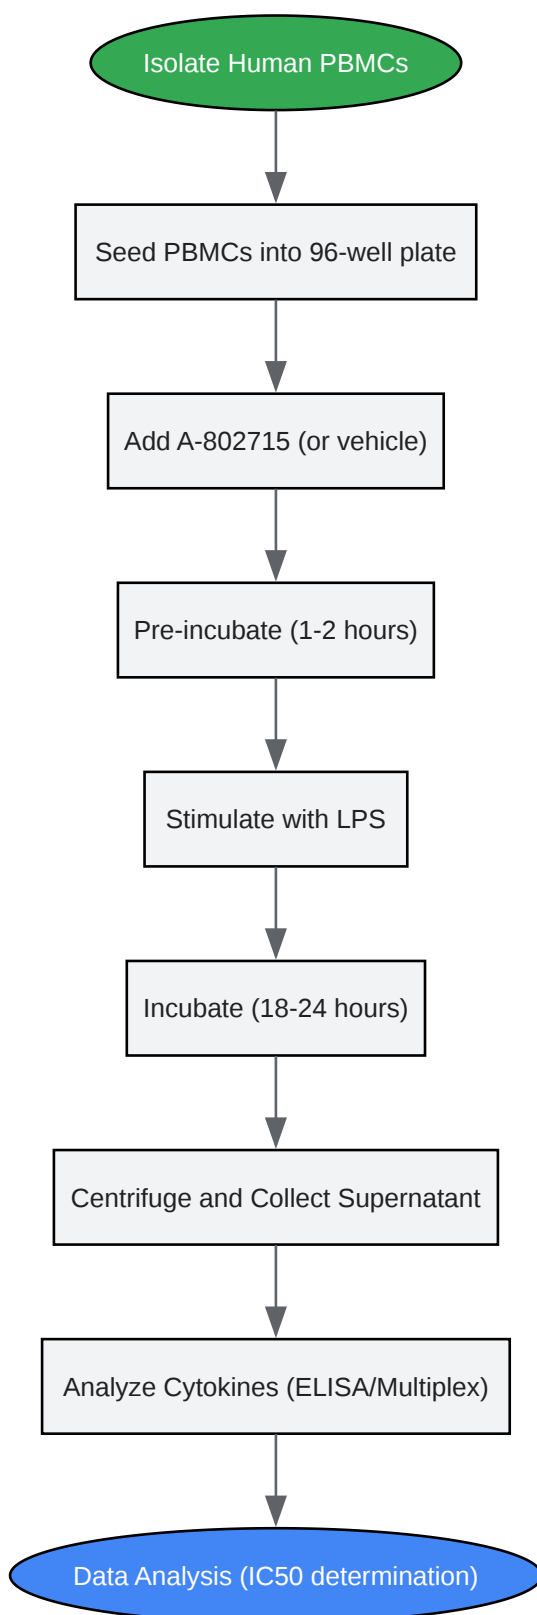 Isolate Human PBMCs
Seed PBMCs into 96-well plate
Add A-802715 (or vehicle)
Pre-incubate (1-2 hours)
Stimulate with LPS
Incubate (18-24 hours)
Centrifuge and Collect Supernatant
Analyze Cytokines (ELISA/Multiplex)
Data Analysis (IC50 determination)